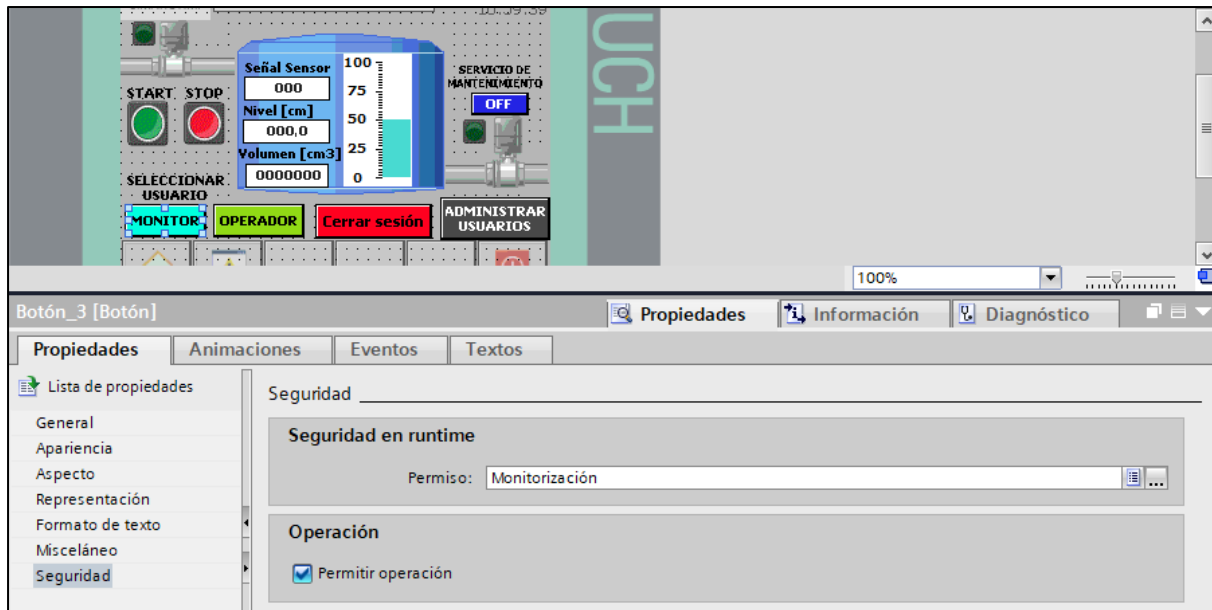 UCH
Señal Sensor
000
Nivel [cm]
000,0
Volumen [cm3]
0000000
100
75
50
25
0
SERVICIO DE
MANTENIMIENTO
OFF
START STOP
SELECCIONAR
USUARIO
MONITOR
OPERADOR
Cerrar sesión
ADMINISTRAR
USUARIOS
100%
Botón_3 [Botón]
Propiedades
Información
Diagnóstico
Propiedades
Animaciones
Eventos
Textos
Lista de propiedades
General
Apariencia
Aspecto
Representación
Formato de texto
Misceláneo
Seguridad
Seguridad
Seguridad en runtime
Permiso:
Monitorización
...
Operación
Permitir operación